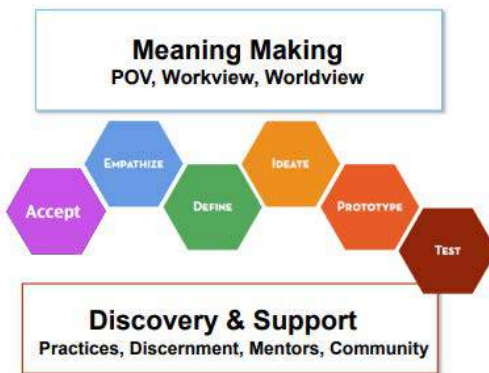 Meaning Making
POV, Workview, Worldview
Accept
EMPATHIZE
DEFINE
IDEATE
PROTOTYPE
TEST
Discovery & Support
Practices, Discernment, Mentors, Community